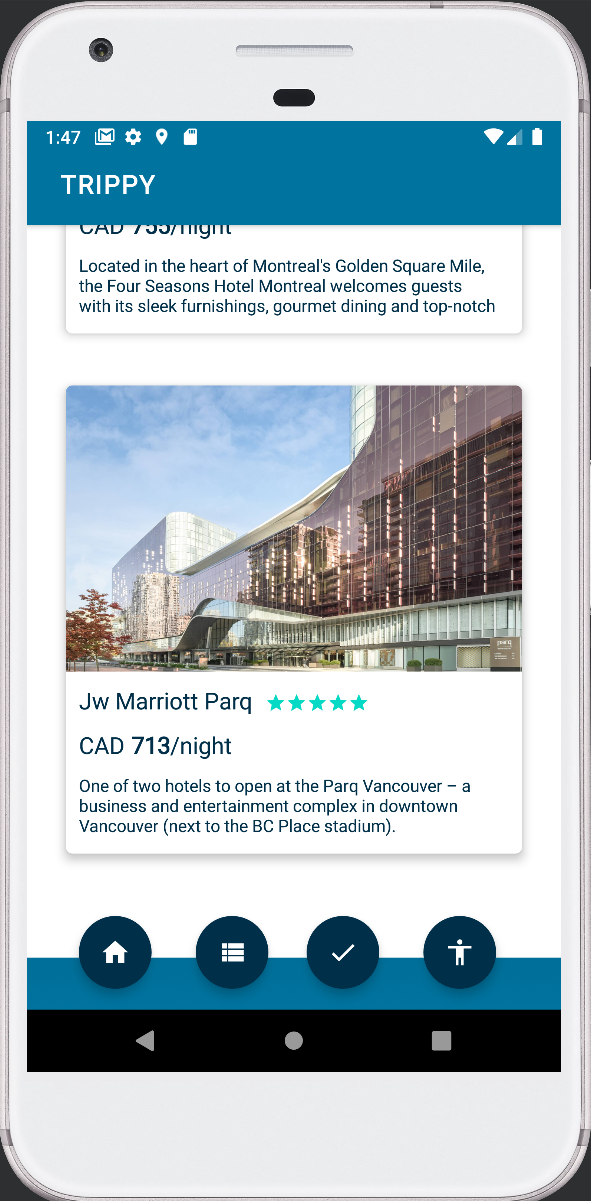 1:47
TRIPPY
CAD 755/night
Located in the heart of Montreal's Golden Square Mile,
the Four Seasons Hotel Montreal welcomes guests
with its sleek furnishings, gourmet dining and top-notch
Jw Marriott Parq
CAD 713/night
One of two hotels to open at the Parq Vancouver – a
business and entertainment complex in downtown
Vancouver (next to the BC Place stadium).